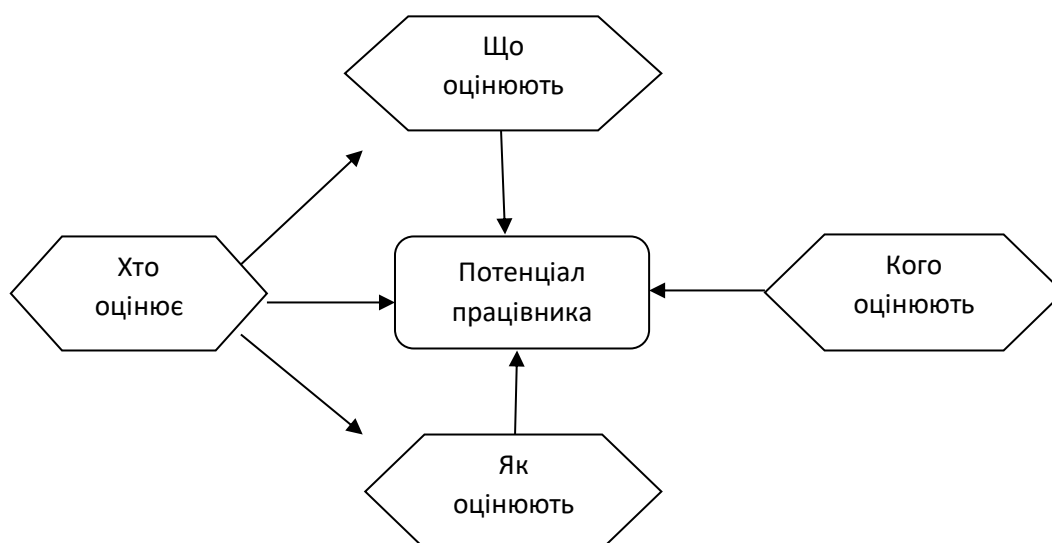 Що
оцінюють
Хто
оцінює
Потенціал
працівника
Кого
оцінюють
Як
оцінюють